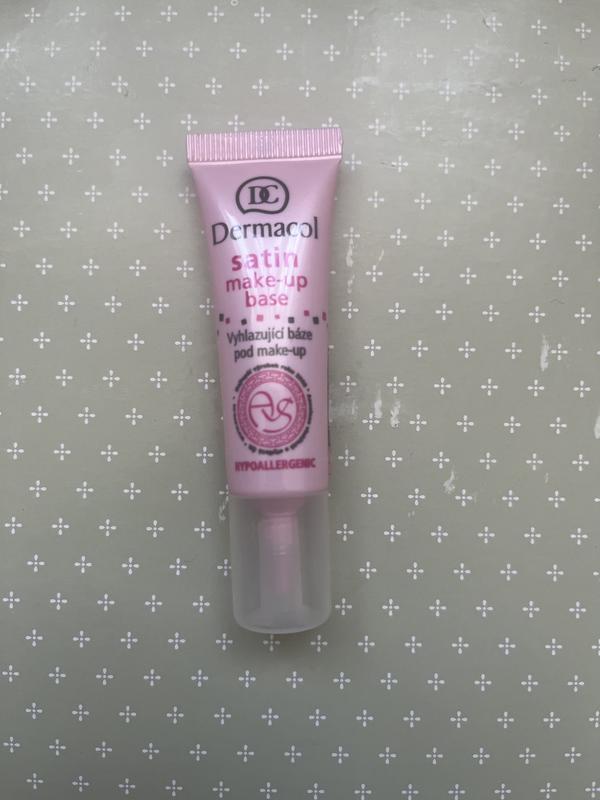 DC
Dermacol
satin
make-up
base
Vyhlazující báze
pod make-up
HYPOALLERGENIC